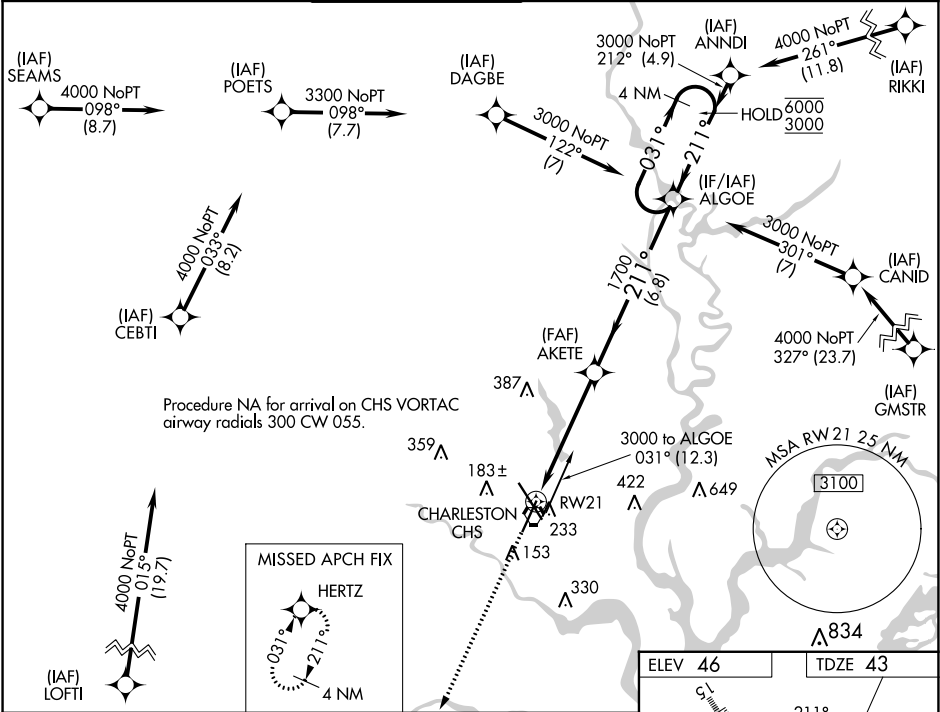 (IAF)
SEAMS
4000 NoPT
098°
(8.7)
(IAF)
POETS
3300 NoPT
098°
(7.7)
(IAF)
DAGBE
3000 NoPT
122°
(7)
3000 NoPT
212° (4.9)
(IAF)
ANNDI
4000 NoPT
261°
(11.8)
(IAF)
RIKKI
4 NM
HOLD 6000
3000
031°
211°
(IF/IAF)
ALGOE
3000 NoPT
301°
(7)
(IAF)
CANID
4000 NoPT
327° (23.7)
(IAF)
GMSTR
4000 NoPT
033°
(8.2)
(IAF)
CEBTI
1700
211°
(6.8)
(FAF)
AKETE
387
Procedure NA for arrival on CHS VORTAC
airway radials 300 CW 055.
359
183±
3000 to ALGOE
031° (12.3)
422
649
CHARLESTON
CHS
RW21
233
153
330
MSA RW 21 25 NM
3100
834
4000 NoPT
015°
(19.7)
(IAF)
LOFTI
MISSED APCH FIX
HERTZ
031°
211°
4 NM
ELEV 46
TDZE 43
15
211°